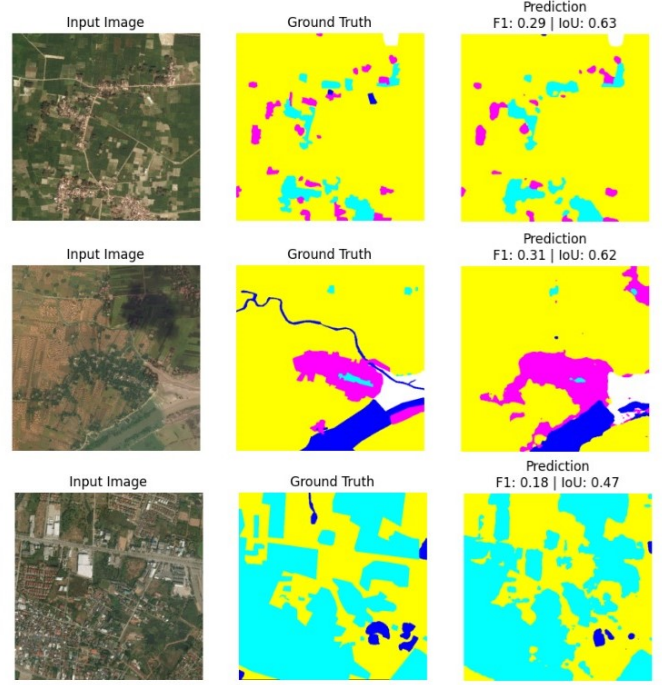 Input Image
Ground Truth
Prediction
F1: 0.29 | IoU: 0.63
Input Image
Ground Truth
Prediction
F1: 0.31 | IoU: 0.62
Input Image
Ground Truth
Prediction
F1: 0.18 | IoU: 0.47